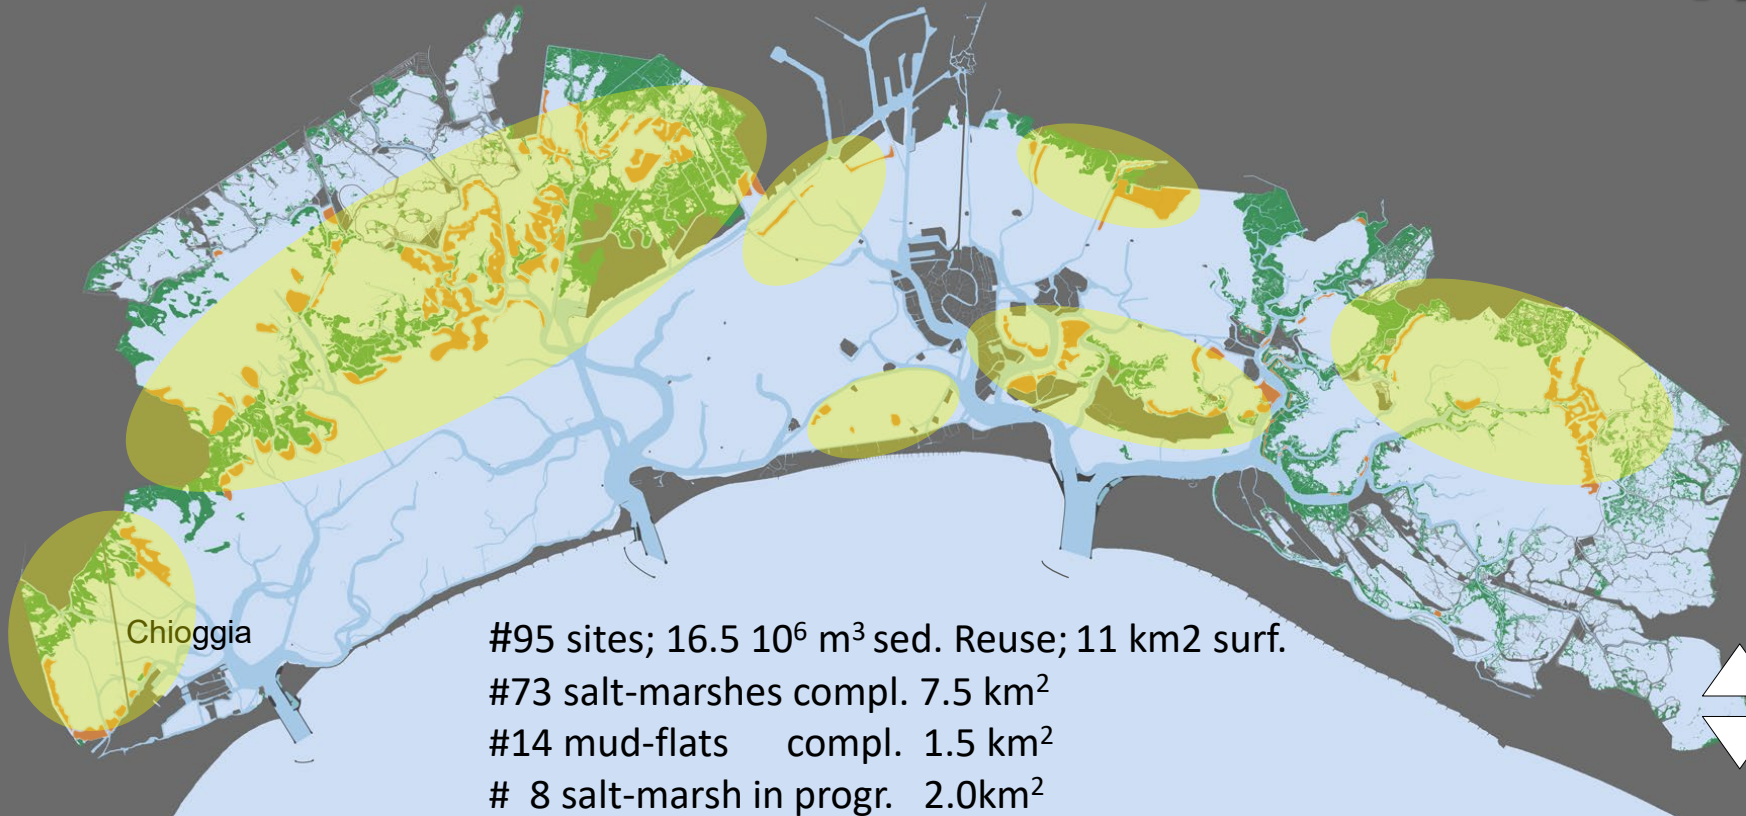 Chioggia
#95 sites; 16.5 10⁶ m³ sed. Reuse; 11 km2 surf.
#73 salt-marshes compl. 7.5 km²
#14 mud-flats compl. 1.5 km²
# 8 salt-marsh in progr. 2.0km²